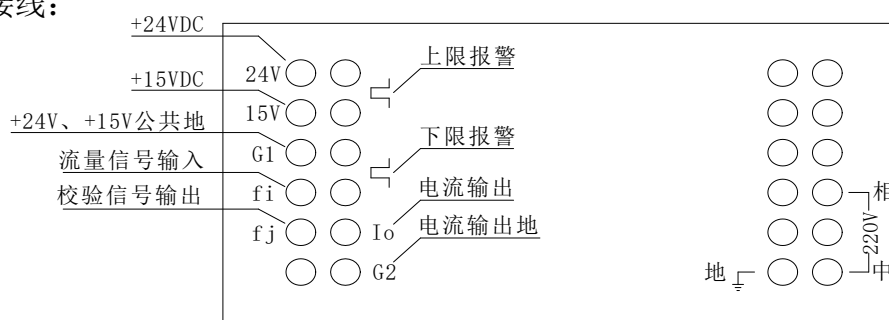 接线：
+24VDC
24V
上限报警
+15VDC
15V
+24V、+15V公共地
G1
下限报警
流量信号输入
fi
电流输出
相
校验信号输出
fj
Io
电流输出地
220V
G2
地
中